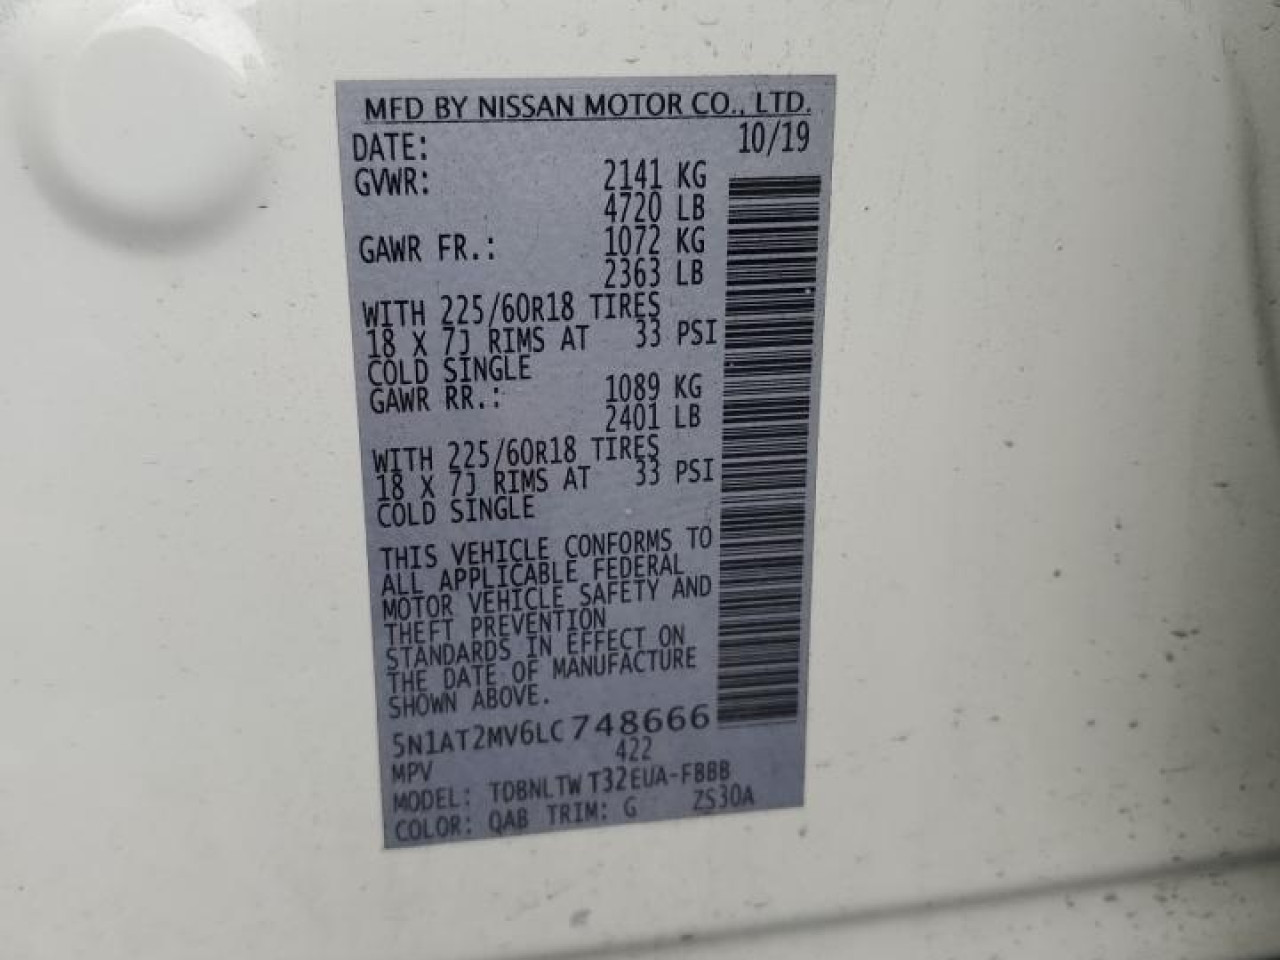 MFD BY NISSAN MOTOR CO., LTD.
DATE: 10/19
GVWR: 2141 KG
4720 LB
GAWR FR.: 1072 KG
2363 LB
WITH 225/60R18 TIRES
18 X 7J RIMS AT 33 PSI
COLD SINGLE
GAWR RR.: 1089 KG
2401 LB
WITH 225/60R18 TIRES
18 X 7J RIMS AT 33 PSI
COLD SINGLE
THIS VEHICLE CONFORMS TO
ALL APPLICABLE FEDERAL
MOTOR VEHICLE SAFETY AND
THEFT PREVENTION
STANDARDS IN EFFECT ON
THE DATE OF MANUFACTURE
SHOWN ABOVE.
5N1AT2MV6LC748666
MPV 422
MODEL: TDBNLTW T32EUA-FBBB
COLOR: QAB TRIM: G ZS30A